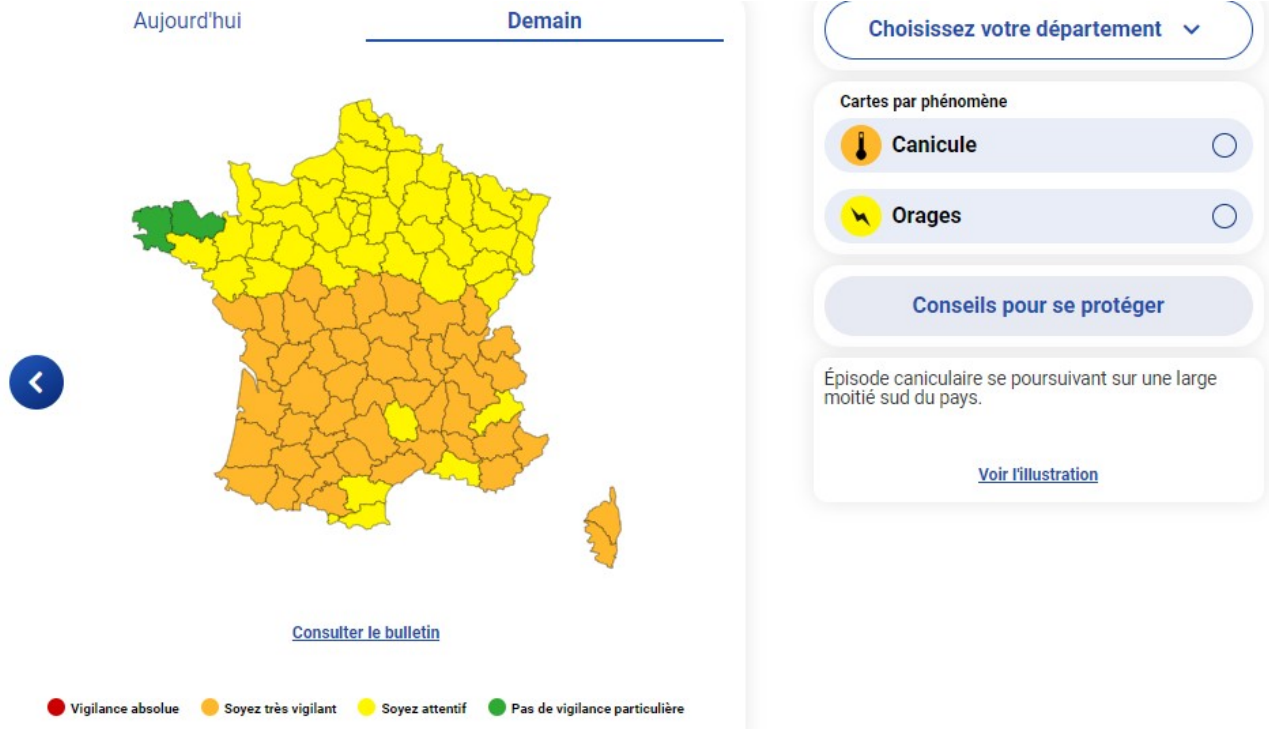 Aujourd'hui
Demain
Choisissez votre département
Cartes par phénomène
Canicule
Orages
Conseils pour se protéger
Épisode caniculaire se poursuivant sur une large
moitié sud du pays.
Voir l'illustration
Consulter le bulletin
Vigilance absolue
Soyez très vigilant
Soyez attentif
Pas de vigilance particulière